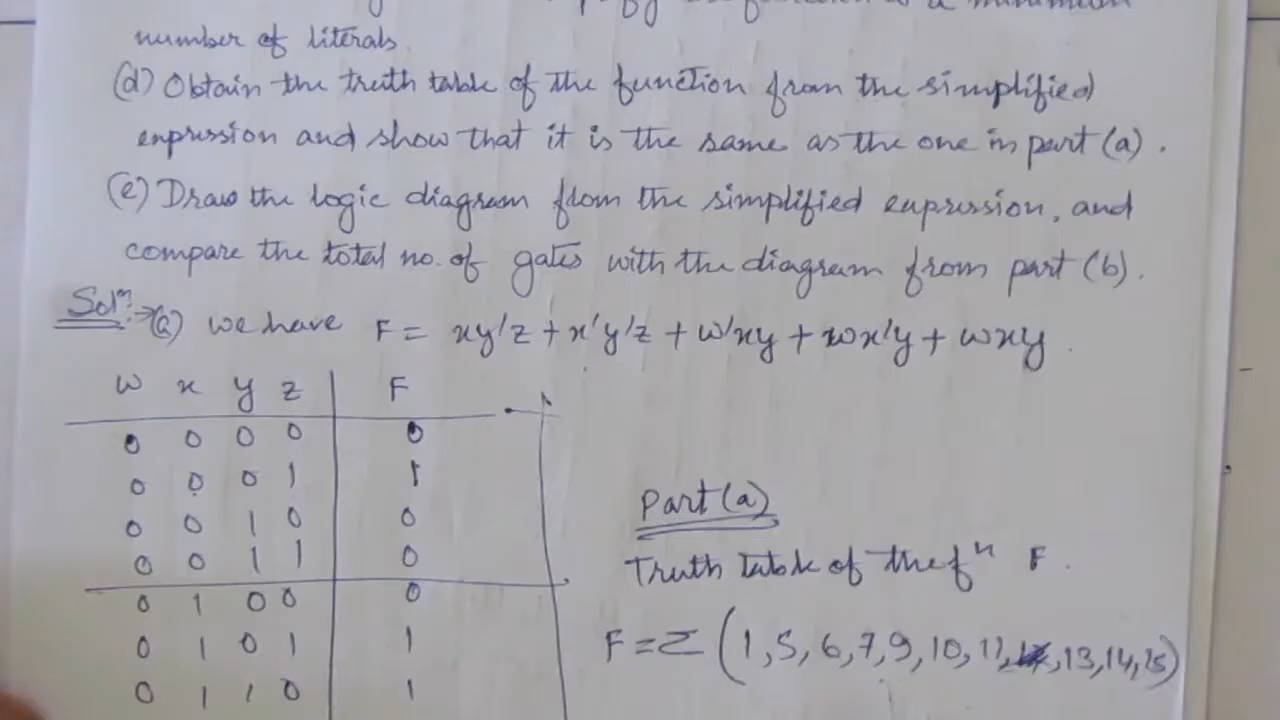 a minimum
number of literals.
(d) Obtain the truth table of the function from the simplified
expression and show that it is the same as the one in part (a).
(e) Draw the logic diagram from the simplified expression, and
compare the total no. of gates with the diagram from part (b).
Solⁿ: → (a) we have F = xy'z + x'y'z + w'xy + wx'y + wxy.
w x y z F
0 0 0 0 0
0 0 0 1 1
0 0 1 0 0
0 0 1 1 0
0 1 0 0 0
0 1 0 1 1
0 1 1 0 1
Part (a)
Truth table of the fⁿ F.
F = Σ (1, 5, 6, 7, 9, 10, 11, 13, 14, 15)